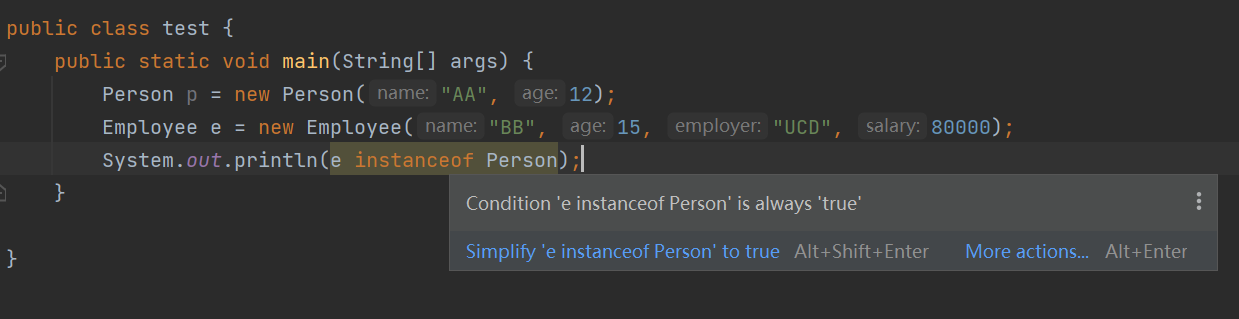 public class test {
public static void main(String[] args) {
Person p = new Person( name: "AA", age: 12);
Employee e = new Employee( name: "BB", age: 15, employer: "UCD", salary: 80000);
System.out.println(e instanceof Person);
}
Condition 'e instanceof Person' is always 'true'
Simplify 'e instanceof Person' to true Alt+Shift+Enter More actions... Alt+Enter
}